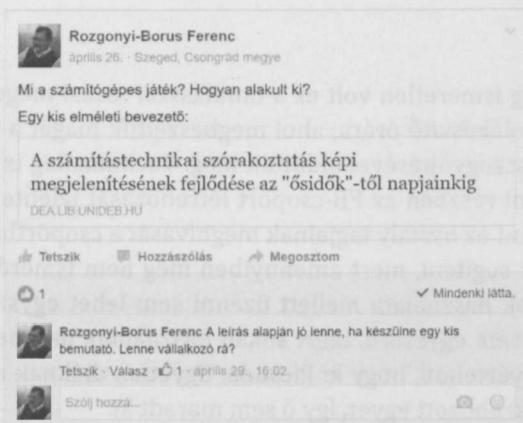 Rozgonyi-Borus Ferenc
április 26. · Szeged, Csongrád megye
Mi a számítógépes játék? Hogyan alakult ki?
Egy kis elméleti bevezető:
A számítástechnikai szórakoztatás képi
megjelenítésének fejlődése az "ősidők"-től napjainkig
DEA.LIB.UNIDEB.HU
Tetszik Hozzászólás Megosztom
1 ✓ Mindenki látta.
Rozgonyi-Borus Ferenc A leírás alapján jó lenne, ha készülne egy kis
bemutató. Lenne vállalkozó rá?
Tetszik · Válasz · 1 · április 29., 16:02
Szólj hozzá...